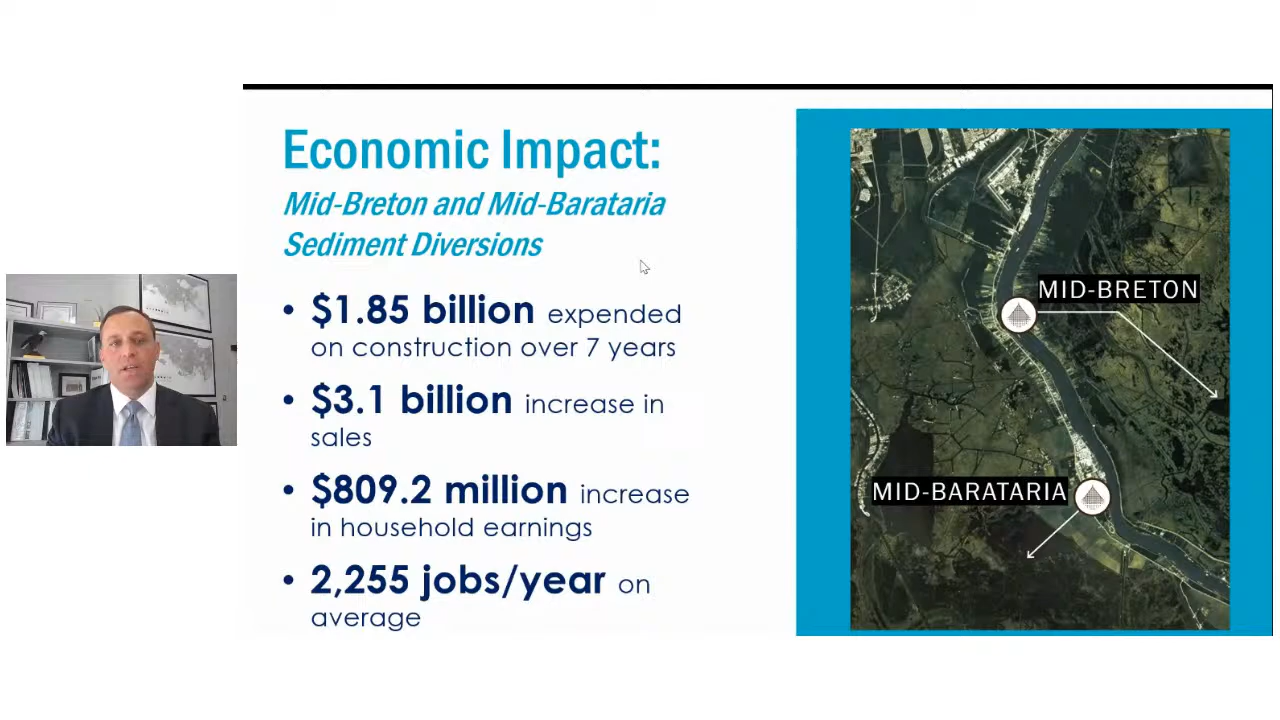 Economic Impact:
Mid-Breton and Mid-Barataria
Sediment Diversions
• $1.85 billion expended
on construction over 7 years
• $3.1 billion increase in
sales
• $809.2 million increase
in household earnings
• 2,255 jobs/year on
average
MID-BRETON
MID-BARATARIA